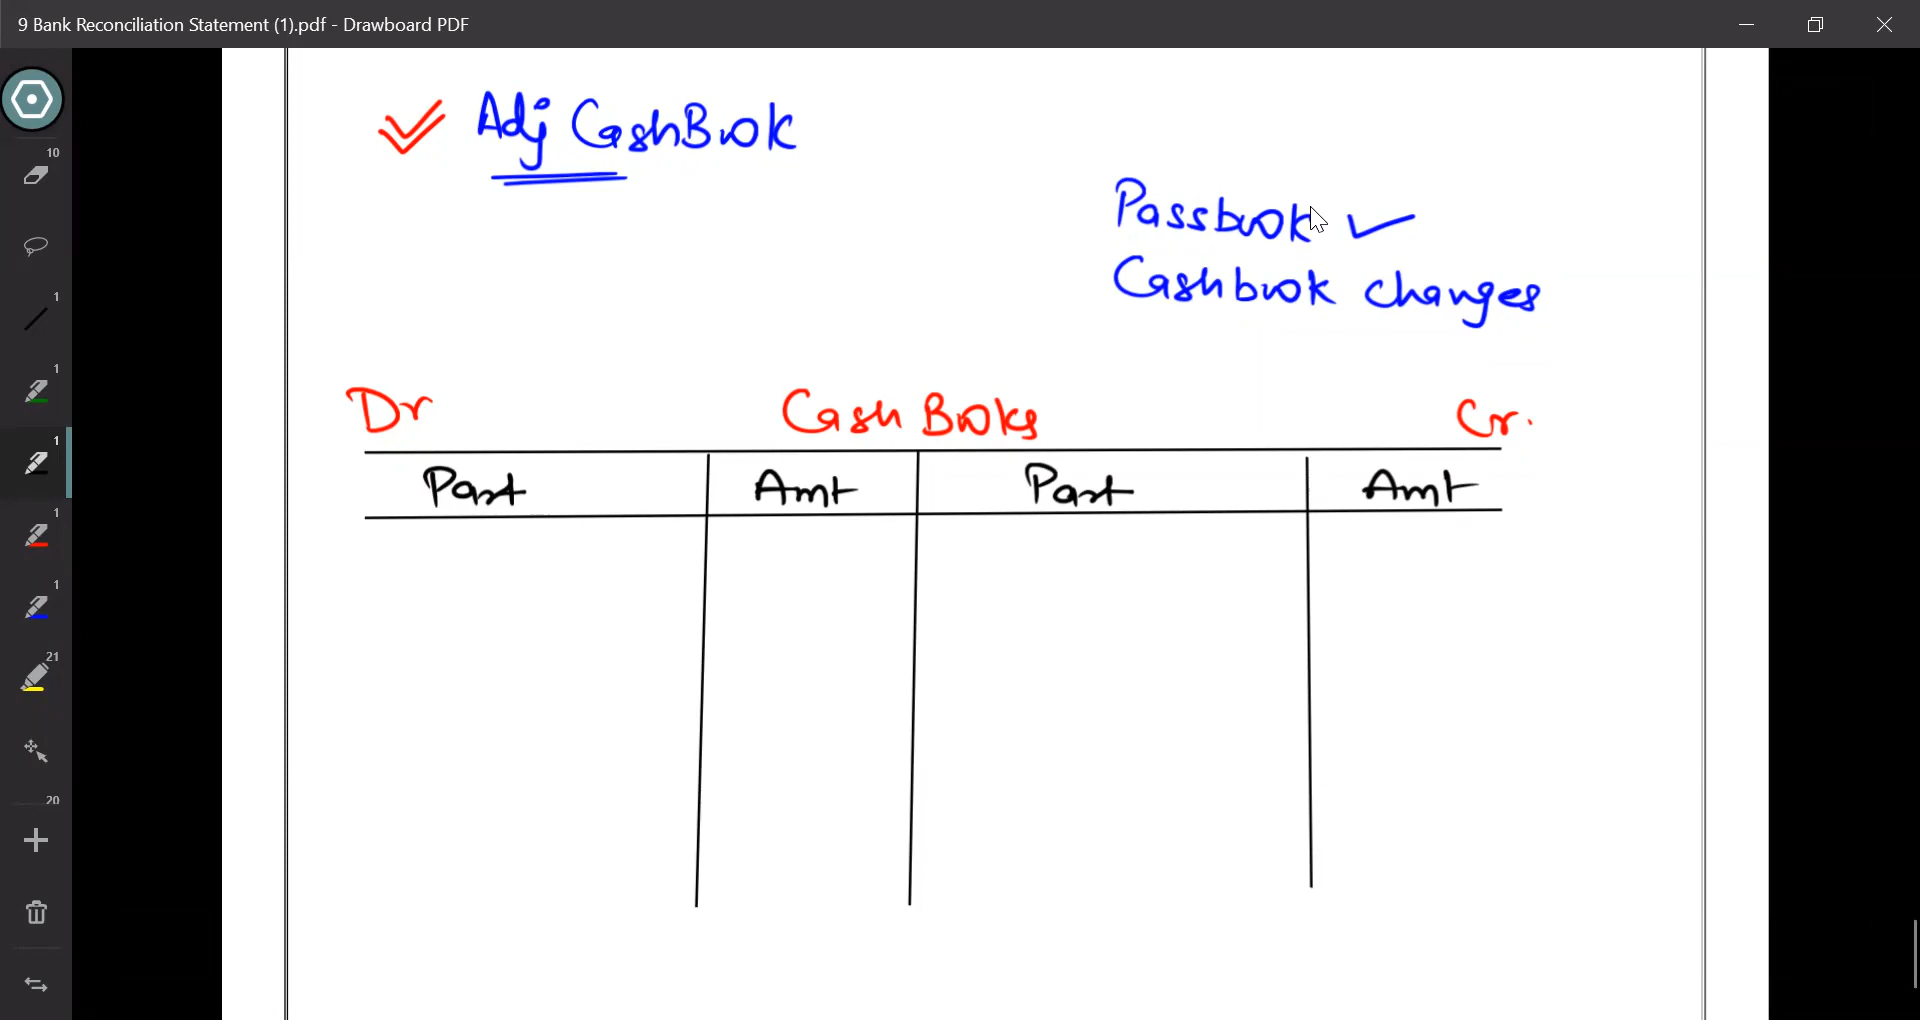 9 Bank Reconciliation Statement (1).pdf - Drawboard PDF
Adj CashBook
Passbook
Cashbook changes
Dr Cash Books Cr.
Part Amt Part Amt
10
1
1
1
1
1
21
20